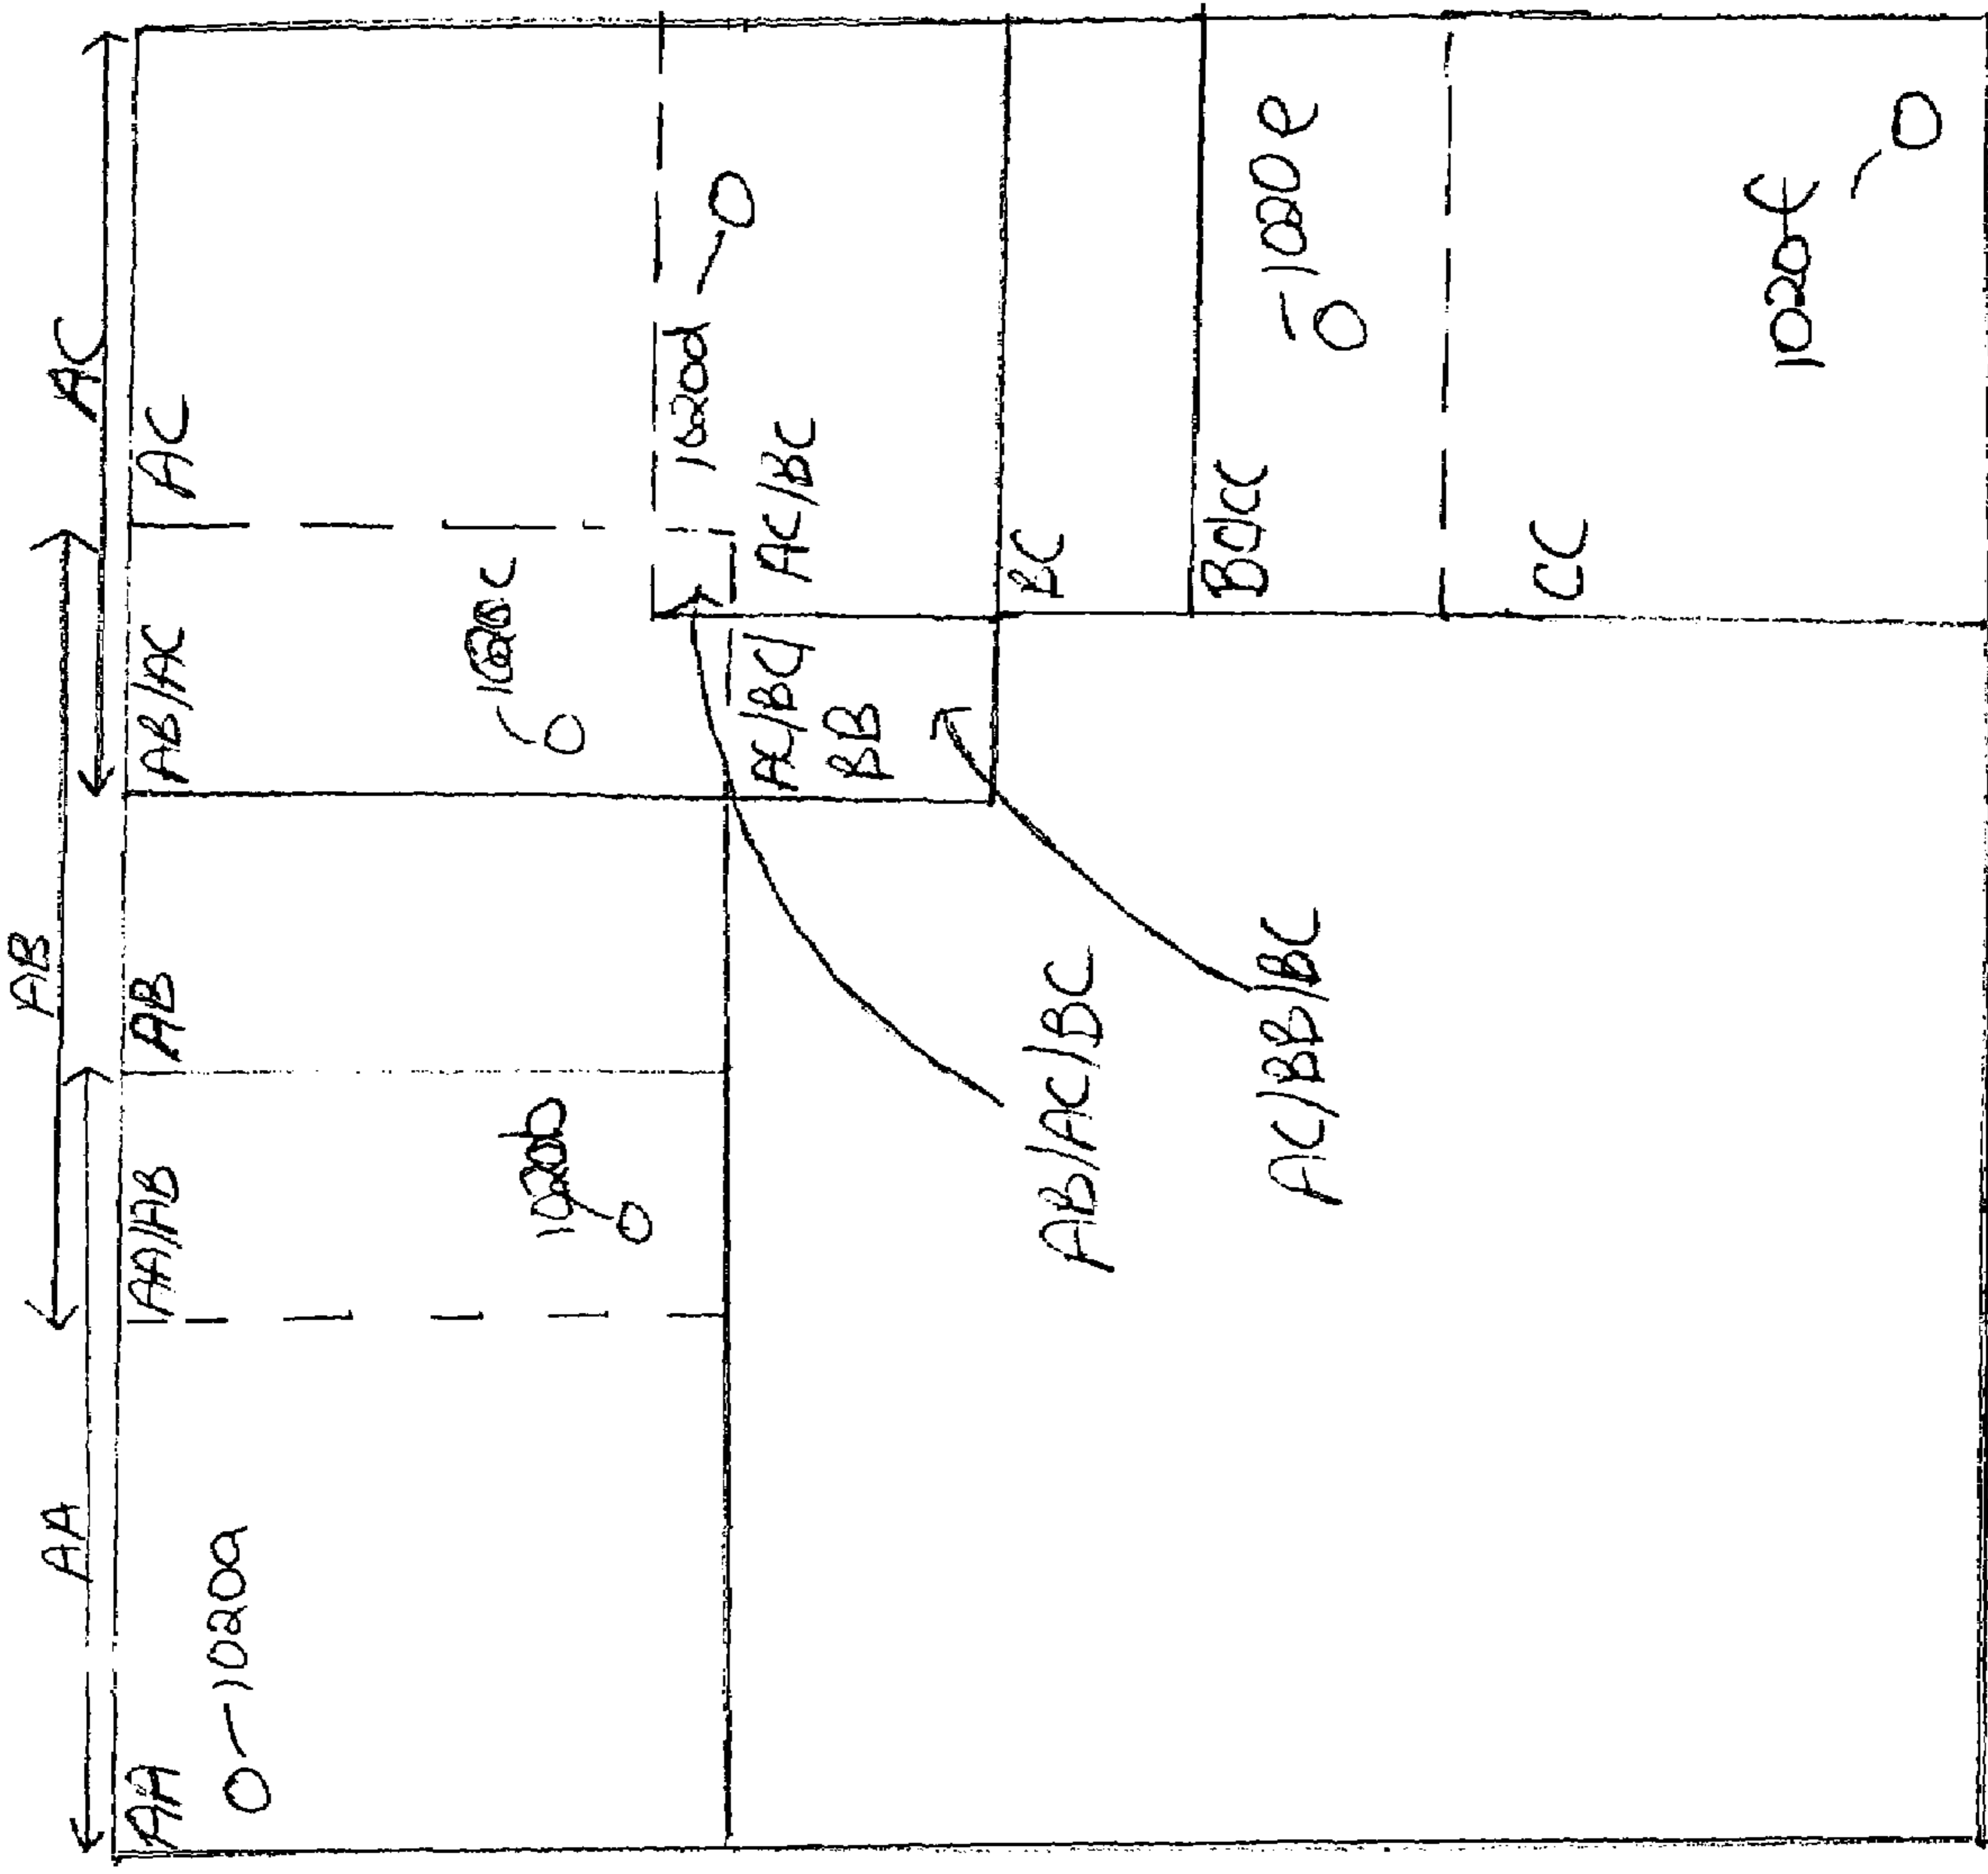 AA
AB
AC
AA
AA/AB
AB
AB/AC
AC
1020a
1020b
1020c
1020d
AC/BC/
BB
AC/BC
BC
BC/CC
1020e
CC
1020f
AB/AC/BC
AC/BB/BC